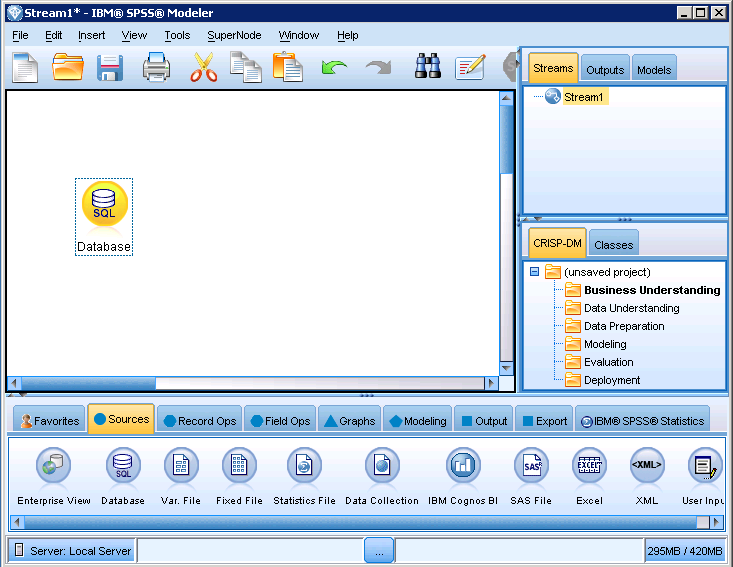 Stream1* - IBM® SPSS® Modeler
File Edit Insert View Tools SuperNode Window Help
Streams Outputs Models
Stream1
SQL
Database
CRISP-DM Classes
(unsaved project)
Business Understanding
Data Understanding
Data Preparation
Modeling
Evaluation
Deployment
Favorites Sources Record Ops Field Ops Graphs Modeling Output Export IBM® SPSS® Statistics
SQL SAS EXCEL <XML>
Enterprise View Database Var. File Fixed File Statistics File Data Collection IBM Cognos BI SAS File Excel XML User Inpu
Server: Local Server ... 295MB / 420MB